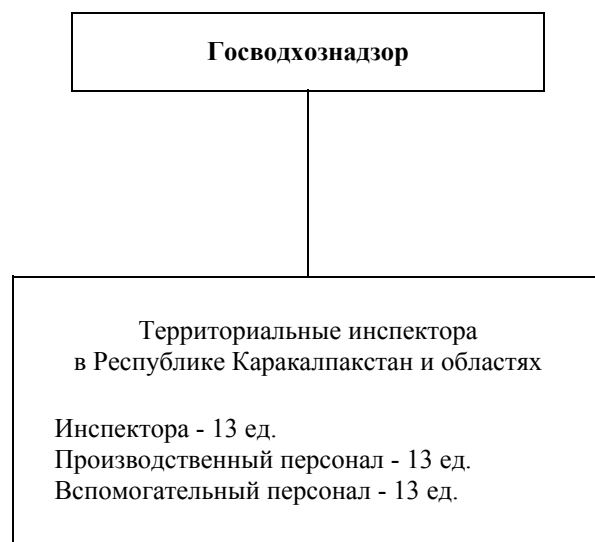 Госводхознадзор
Территориальные инспектора
в Республике Каракалпакстан и областях
Инспектора - 13 ед.
Производственный персонал - 13 ед.
Вспомогательный персонал - 13 ед.